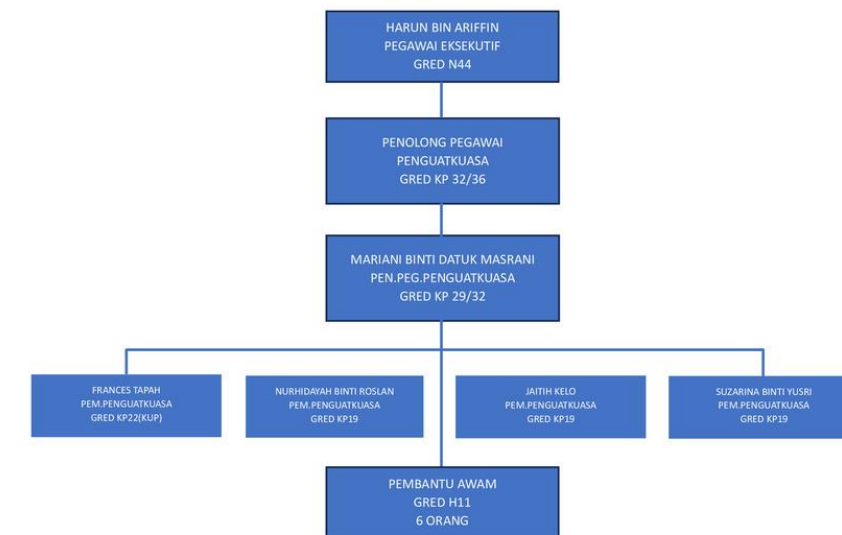 HARUN BIN ARIFFIN
PEGAWAI EKSEKUTIF
GRED N44
PENOLONG PEGAWAI
PENGUATKUASA
GRED KP 32/36
MARIANI BINTI DATUK MASRANI
PEN.PEG.PENGUATKUASA
GRED KP 29/32
FRANCES TAPAH
PEM.PENGUATKUASA
GRED KP22(KUP)
NURHIDAYAH BINTI ROSLAN
PEM.PENGUATKUASA
GRED KP19
JAITIH KELO
PEM.PENGUATKUASA
GRED KP19
SUZARINA BINTI YUSRI
PEM.PENGUATKUASA
GRED KP19
PEMBANTU AWAM
GRED H11
6 ORANG